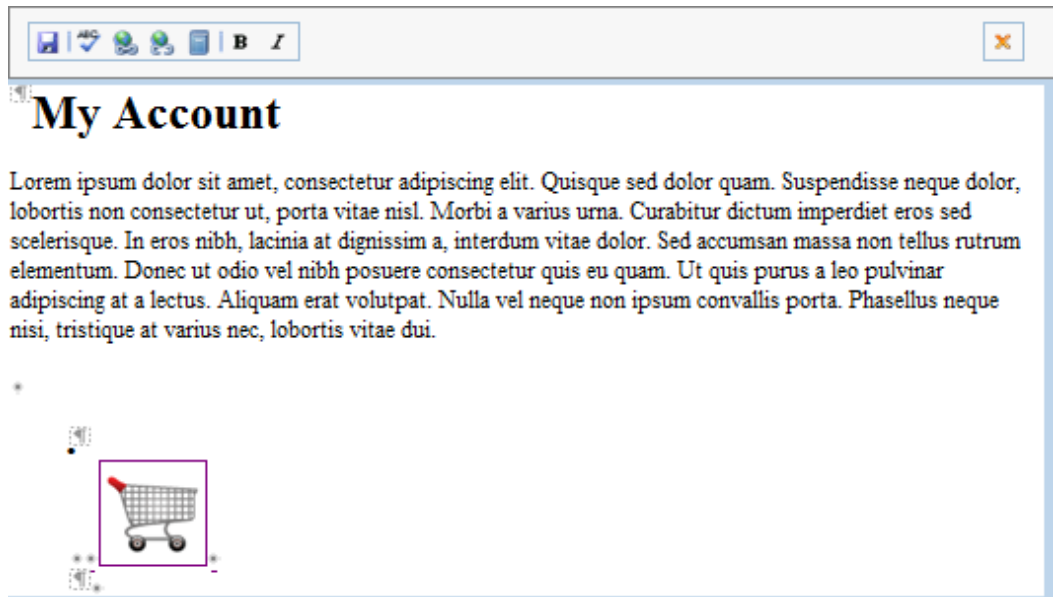 ABC
B I
My Account
Lorem ipsum dolor sit amet, consectetur adipiscing elit. Quisque sed dolor quam. Suspendisse neque dolor,
lobortis non consectetur ut, porta vitae nisl. Morbi a varius urna. Curabitur dictum imperdiet eros sed
scelerisque. In eros nibh, lacinia at dignissim a, interdum vitae dolor. Sed accumsan massa non tellus rutrum
elementum. Donec ut odio vel nibh posuere consectetur quis eu quam. Ut quis purus a leo pulvinar
adipiscing at a lectus. Aliquam erat volutpat. Nulla vel neque non ipsum convallis porta. Phasellus neque
nisi, tristique at varius nec, lobortis vitae dui.